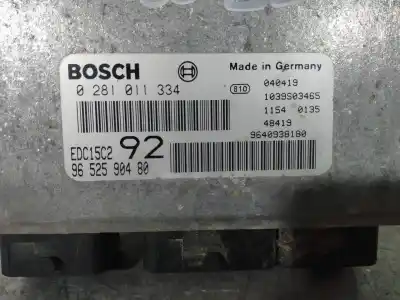 BOSCH
Made in Germany
0 281 011 334
810
040419
1039S03465
1154 0135
48419
9640938180
EDC15C2 92
96 525 904 80